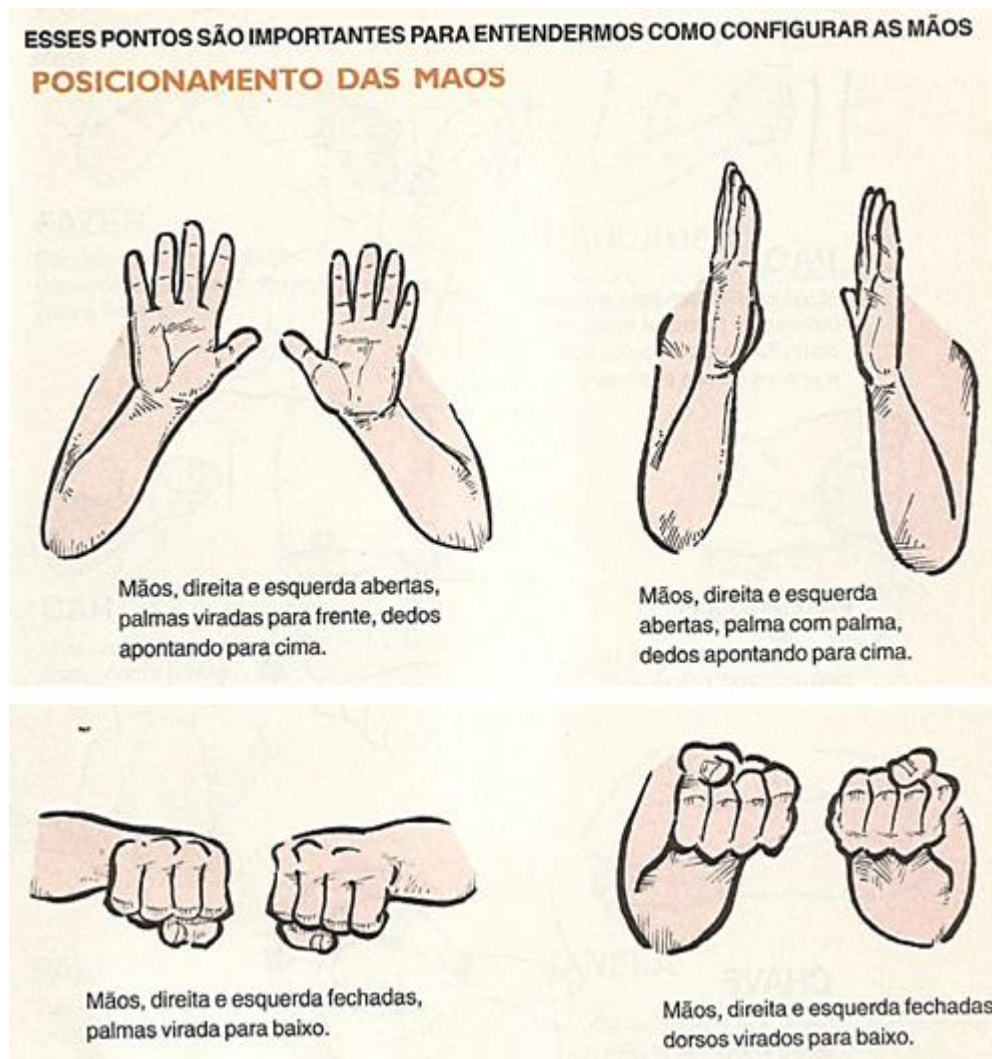 ESSES PONTOS SÃO IMPORTANTES PARA ENTENDERMOS COMO CONFIGURAR AS MÃOS
POSICIONAMENTO DAS MAOS
Mãos, direita e esquerda abertas,
palmas viradas para frente, dedos
apontando para cima.
Mãos, direita e esquerda
abertas, palma com palma,
dedos apontando para cima.
Mãos, direita e esquerda fechadas,
palmas virada para baixo.
Mãos, direita e esquerda fechadas
dorsos virados para baixo.